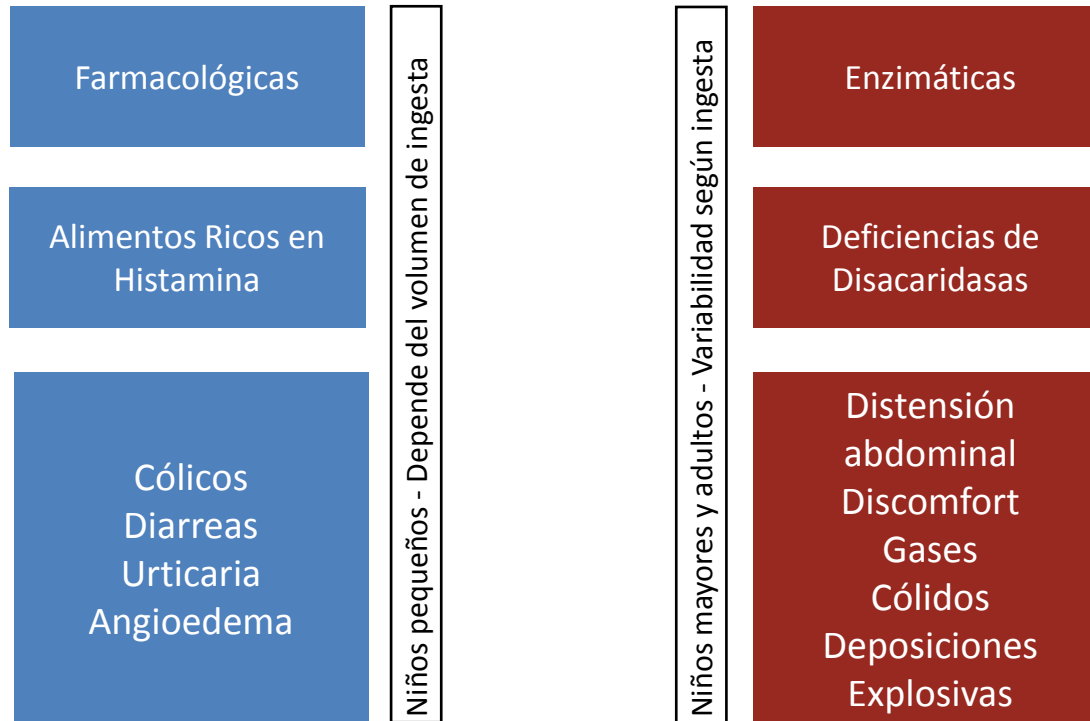 Farmacológicas
Alimentos Ricos en
Histamina
Cólicos
Diarreas
Urticaria
Angioedema
Niños pequeños - Depende del volumen de ingesta
Niños mayores y adultos - Variabilidad según ingesta
Enzimáticas
Deficiencias de
Disacaridasas
Distensión
abdominal
Discomfort
Gases
Cólidos
Deposiciones
Explosivas